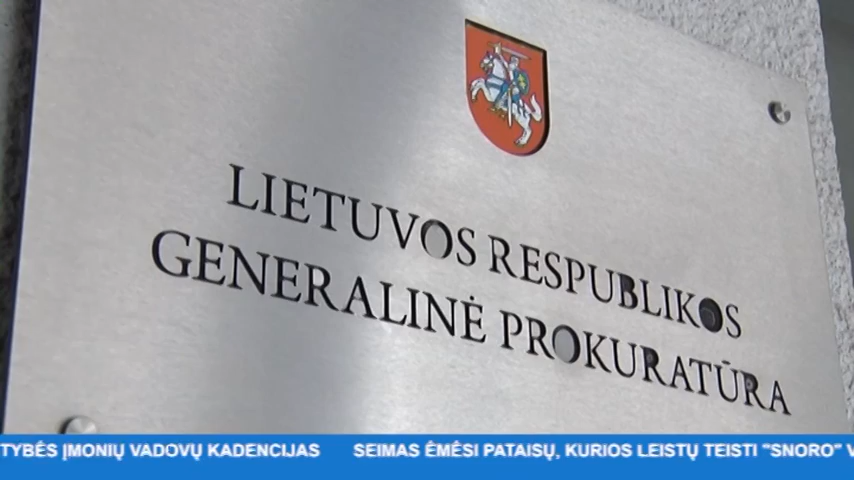 LIETUVOS RESPUBLIKOS
GENERALINĖ PROKURATŪRA
TYBĖS ĮMONIŲ VADOVŲ KADENCIJAS SEIMAS ĖMĖSI PATAISŲ, KURIOS LEISTŲ TEISTI "SNORO" V